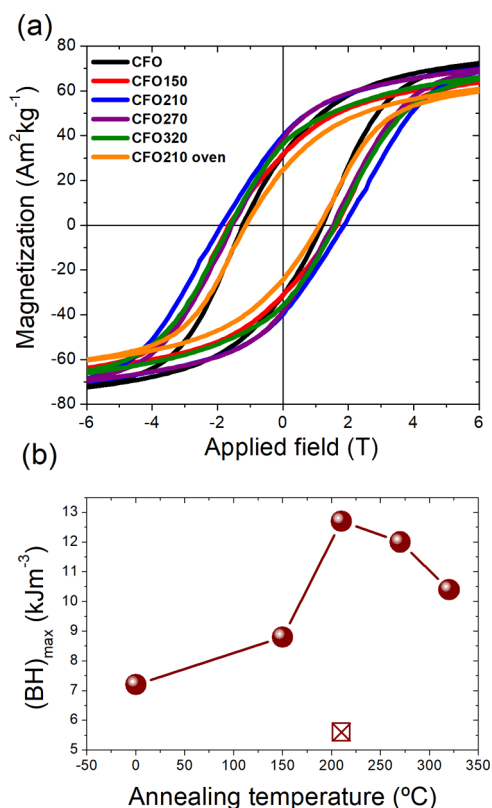 (a)
80
60
40
20
0
-20
-40
-60
-80
Magnetization (Am²kg⁻¹)
CFO
CFO150
CFO210
CFO270
CFO320
CFO210 oven
-6 -4 -2 0 2 4 6
Applied field (T)
(b)
13
12
11
10
9
8
7
6
5
(BH)max (kJm⁻³)
-50 0 50 100 150 200 250 300 350
Annealing temperature (ºC)